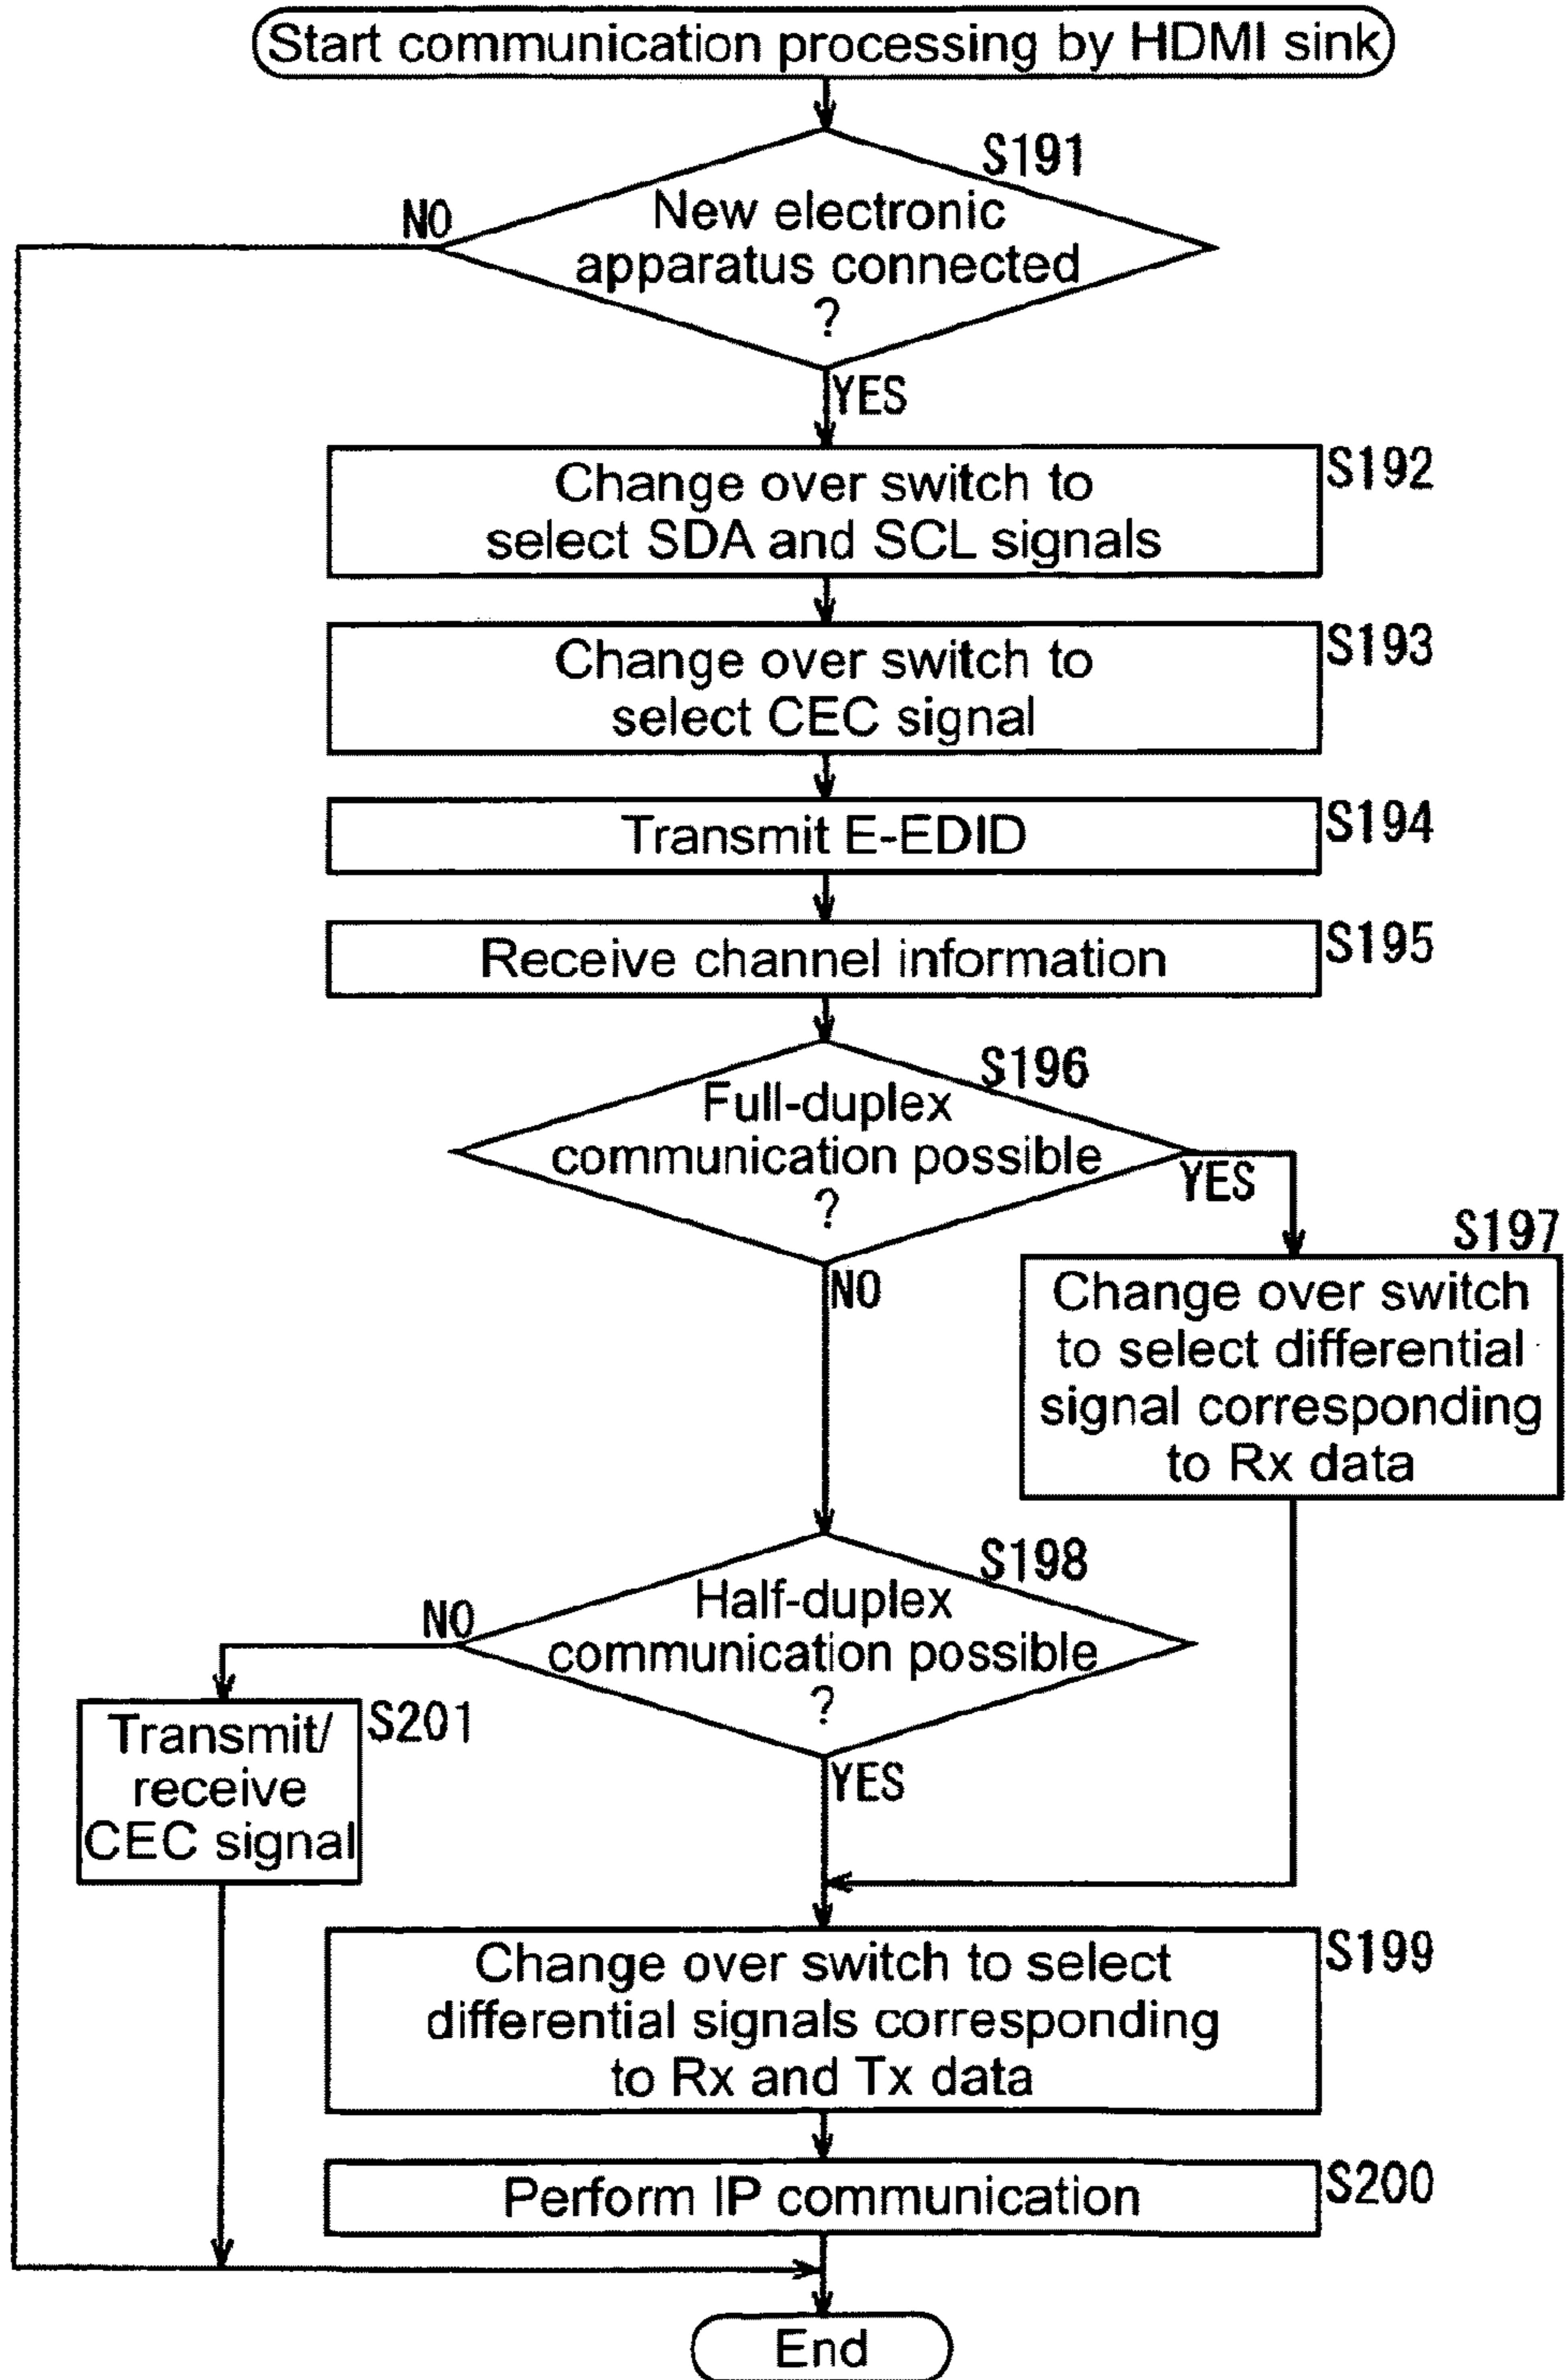 Start communication processing by HDMI sink
S191
NO
New electronic
apparatus connected
?
YES
S192
Change over switch to
select SDA and SCL signals
S193
Change over switch to
select CEC signal
S194
Transmit E-EDID
S195
Receive channel information
S196
Full-duplex
communication possible
?
YES
NO
S197
Change over switch
to select differential
signal corresponding
to Rx data
S198
NO
Half-duplex
communication possible
?
YES
S201
Transmit/
receive
CEC signal
S199
Change over switch to select
differential signals corresponding
to Rx and Tx data
S200
Perform IP communication
End